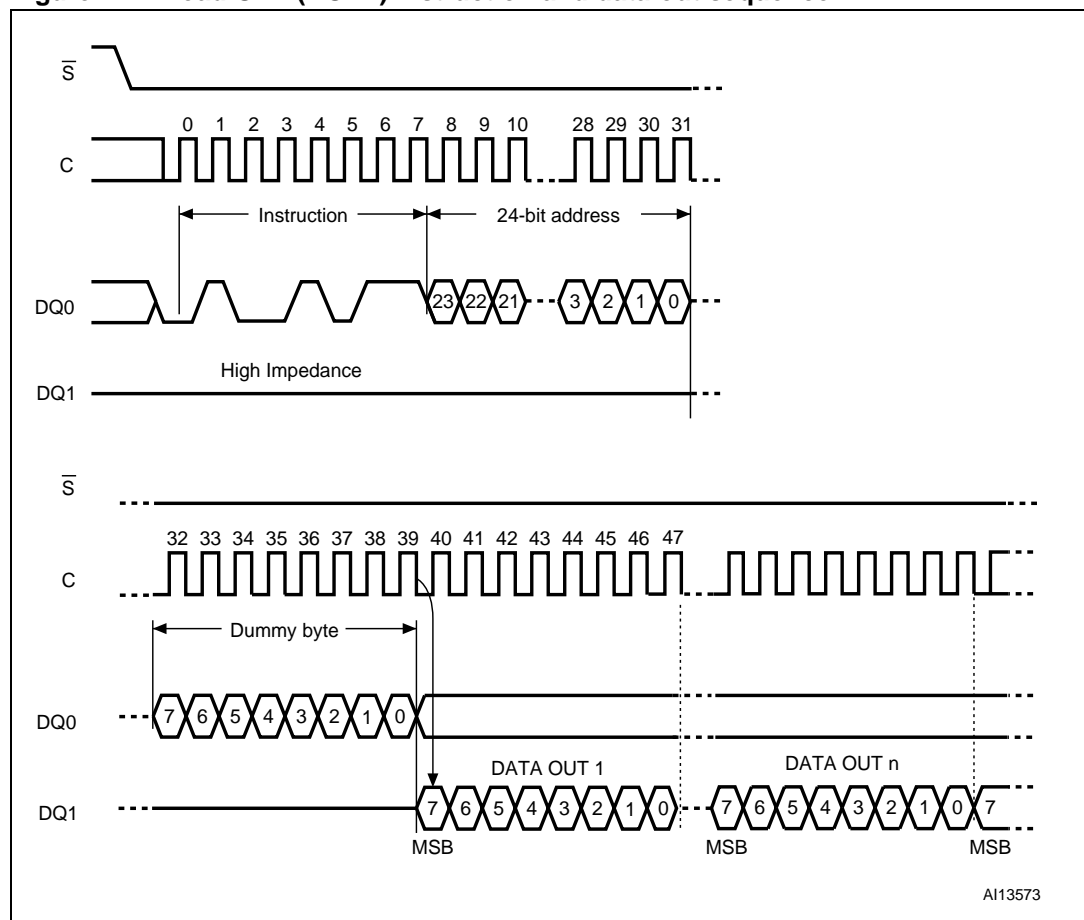 S
0 1 2 3 4 5 6 7 8 9 10 28 29 30 31
C
Instruction 24-bit address
DQ0 23 22 21 3 2 1 0
High Impedance
DQ1
S
32 33 34 35 36 37 38 39 40 41 42 43 44 45 46 47
C
Dummy byte
DQ0 7 6 5 4 3 2 1 0
DATA OUT 1 DATA OUT n
DQ1 7 6 5 4 3 2 1 0 7 6 5 4 3 2 1 0 7
MSB MSB MSB
AI13573